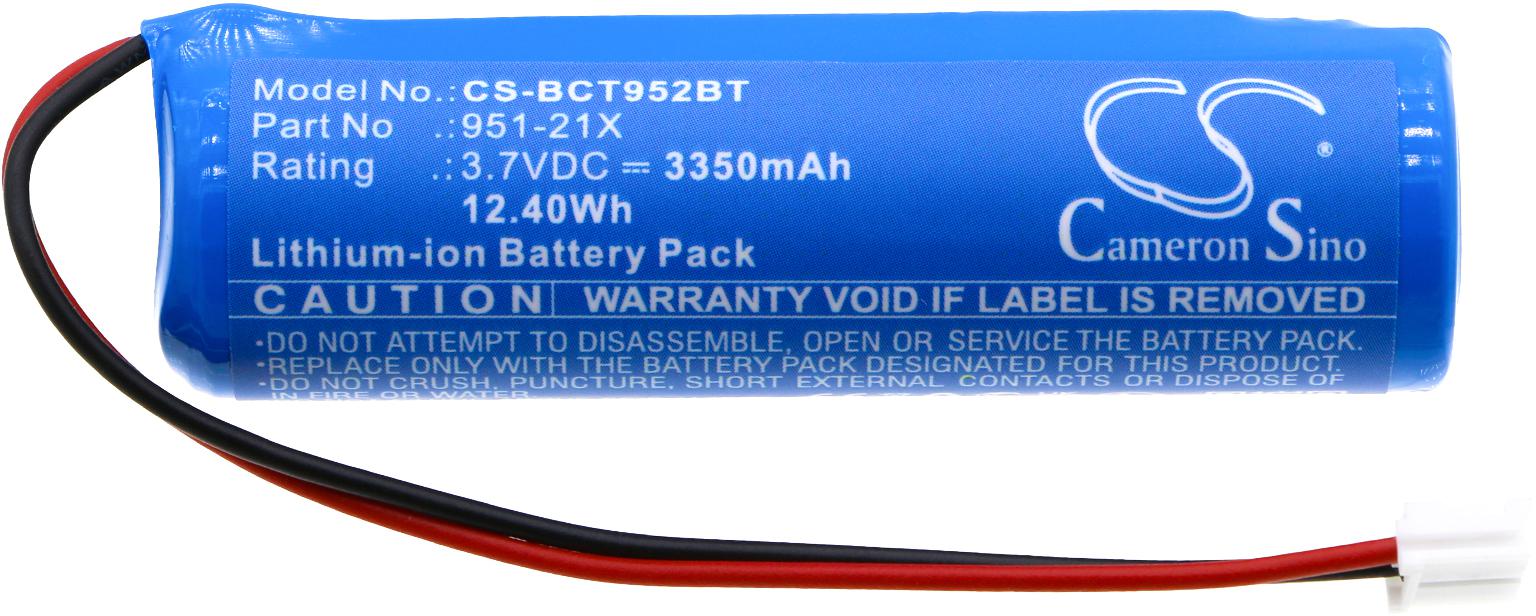 Model No.: CS-BCT952BT
Part No .: 951-21X
Rating .: 3.7VDC ⎓ 3350mAh
12.40Wh
Lithium-ion Battery Pack
CS ®
Cameron Sino
CAUTION WARRANTY VOID IF LABEL IS REMOVED
•DO NOT ATTEMPT TO DISASSEMBLE, OPEN OR SERVICE THE BATTERY PACK.
•REPLACE ONLY WITH THE BATTERY PACK DESIGNATED FOR THIS PRODUCT.
•DO NOT CRUSH, PUNCTURE, SHORT EXTERNAL CONTACTS OR DISPOSE OF
IN FIRE OR WATER.